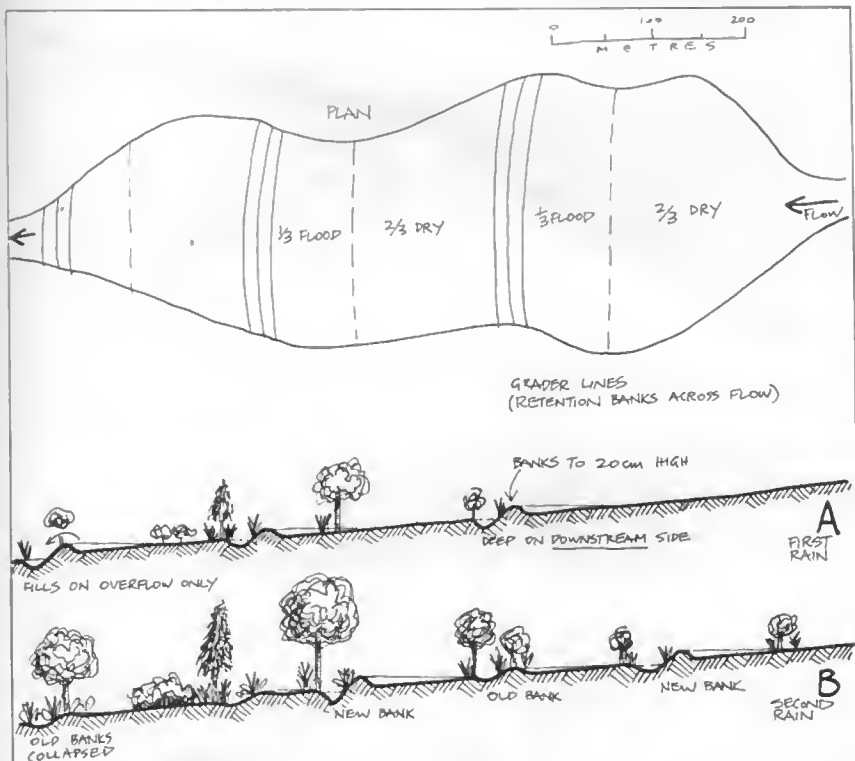 0 100 200
METRES
PLAN
1/3 FLOOD
2/3 DRY
1/3 FLOOD
2/3 DRY
FLOW
GRADER LINES
(RETENTION BANKS ACROSS FLOW)
BANKS TO 20cm HIGH
A
DEEP ON DOWNSTREAM SIDE
FIRST
RAIN
FILLS ON OVERFLOW ONLY
NEW BANK
OLD BANK
NEW BANK
B
SECOND
RAIN
OLD BANKS
COLLAPSED